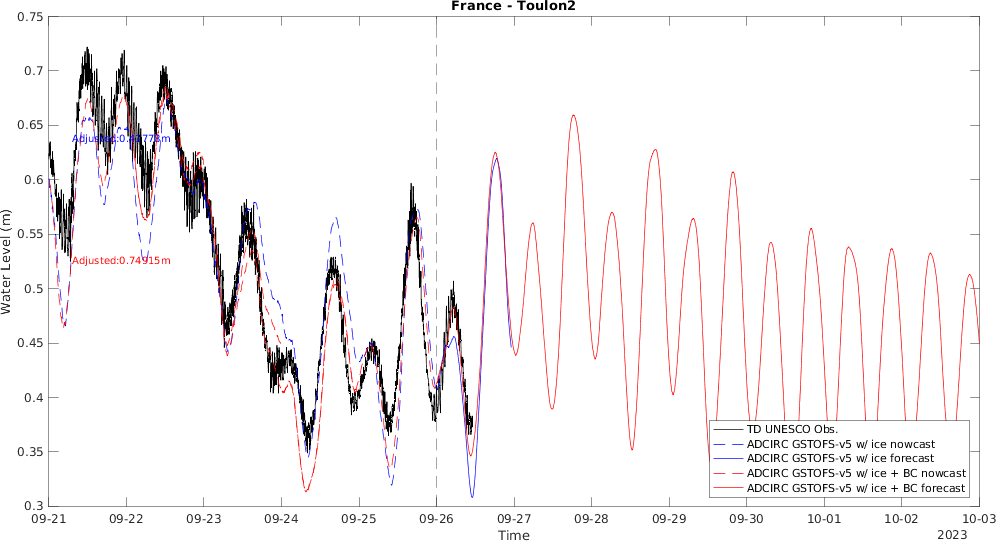 France - Toulon2
0.75
0.7
0.65
0.6
0.55
0.5
0.45
0.4
0.35
0.3
Water Level (m)
Adjusted:0.74915m
TD UNESCO Obs.
ADCIRC GSTOFS-v5 w/ ice nowcast
ADCIRC GSTOFS-v5 w/ ice forecast
ADCIRC GSTOFS-v5 w/ ice + BC nowcast
ADCIRC GSTOFS-v5 w/ ice + BC forecast
09-21 09-22 09-23 09-24 09-25 09-26 09-27 09-28 09-29 09-30 10-01 10-02 10-03
Time
2023